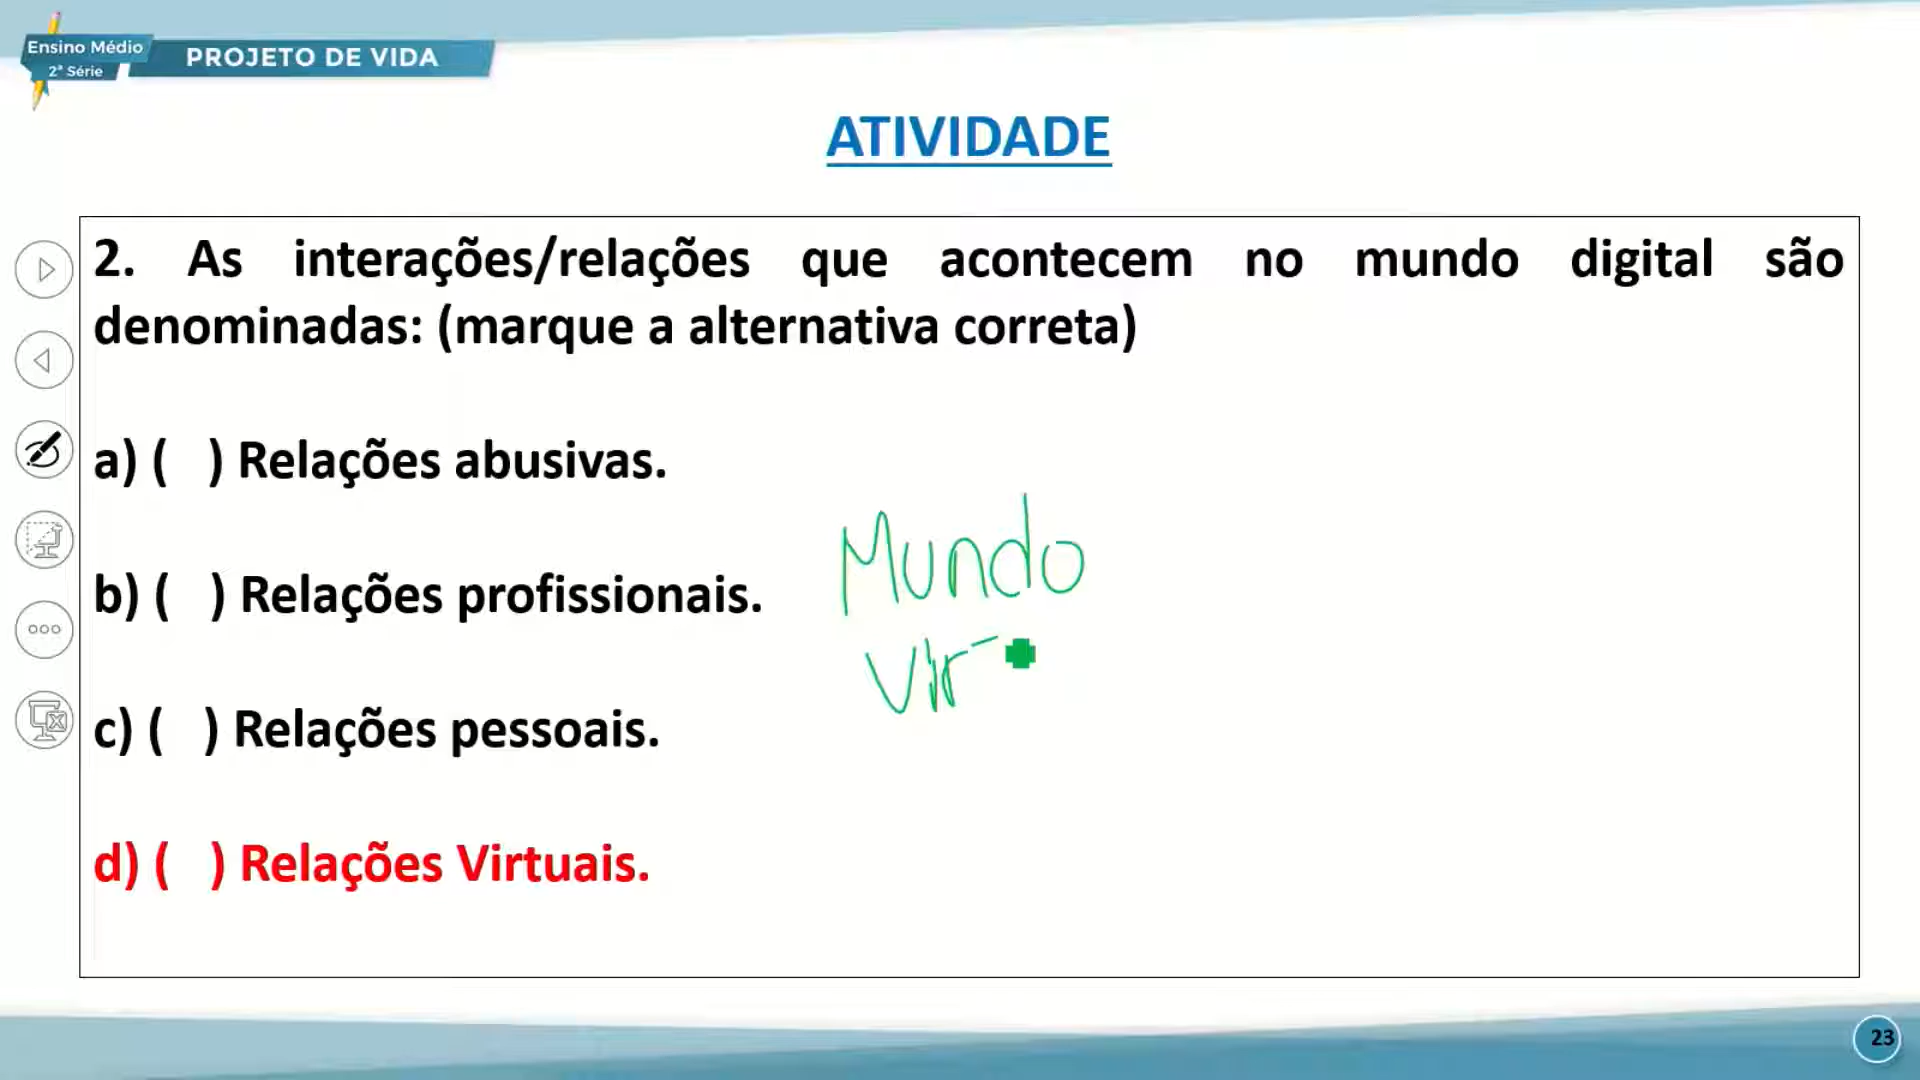 Ensino Médio
2ª Série
PROJETO DE VIDA
ATIVIDADE
2. As interações/relações que acontecem no mundo digital são
denominadas: (marque a alternativa correta)
a) (   ) Relações abusivas.
b) (   ) Relações profissionais.
c) (   ) Relações pessoais.
d) (   ) Relações Virtuais.
Mundo
Vir
23